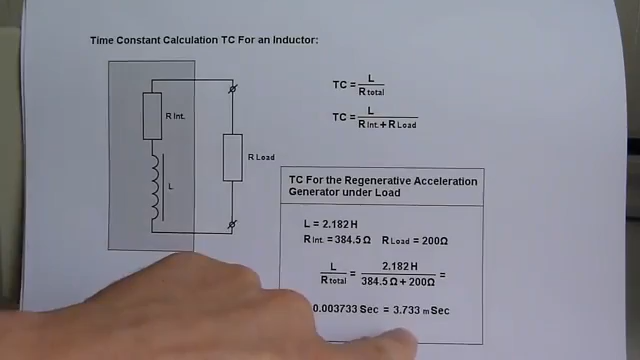 Time Constant Calculation TC For an Inductor:
R Int.
L
R Load
TC = L / R total
TC = L / R Int. + R Load
TC For the Regenerative Acceleration
Generator under Load
L = 2.182 H
R Int. = 384.5 Ω R Load = 200Ω
L / R total = 2.182 H / 384.5 Ω + 200Ω =
0.003733 Sec = 3.733 m Sec